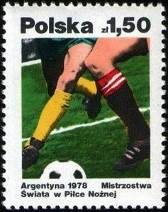 Polska zł 1,50
Argentyna 1978 Mistrzostwa
Świata w Piłce Nożnej